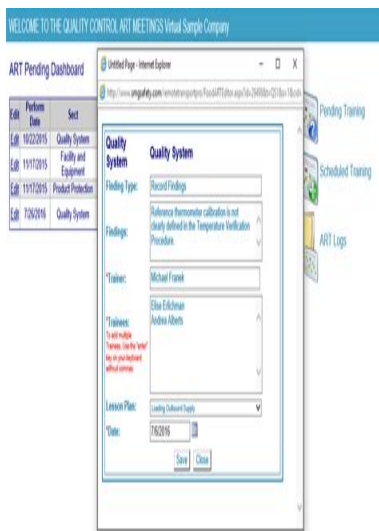 WELCOME TO THE QUALITY CONTROL ART MEETINGS Virtual Sample Company
ART Pending Dashboard
Edit Perform Date Sect
Edit 10/22/2015 Quality System
Edit 11/17/2015 Facility and Equipment
Edit 11/17/2015 Product Protection
Edit 7/26/2016 Quality System
Untitled Page - Internet Explorer
Quality System Quality System
Finding Type: Record Findings
Findings: Reference thermometer calibration is not
clearly defined in the Temperature Verification
Procedure.
*Trainer: Michael Franek
*Trainees: Elise Erlichman
Andrea Alberts
To add multiple
Trainees, Use the "enter"
key on your keyboard
without commas
Lesson Plan: Loading Outbound Supply
*Date: 7/6/2016
Save Close
Pending Training
Scheduled Training
ART Logs